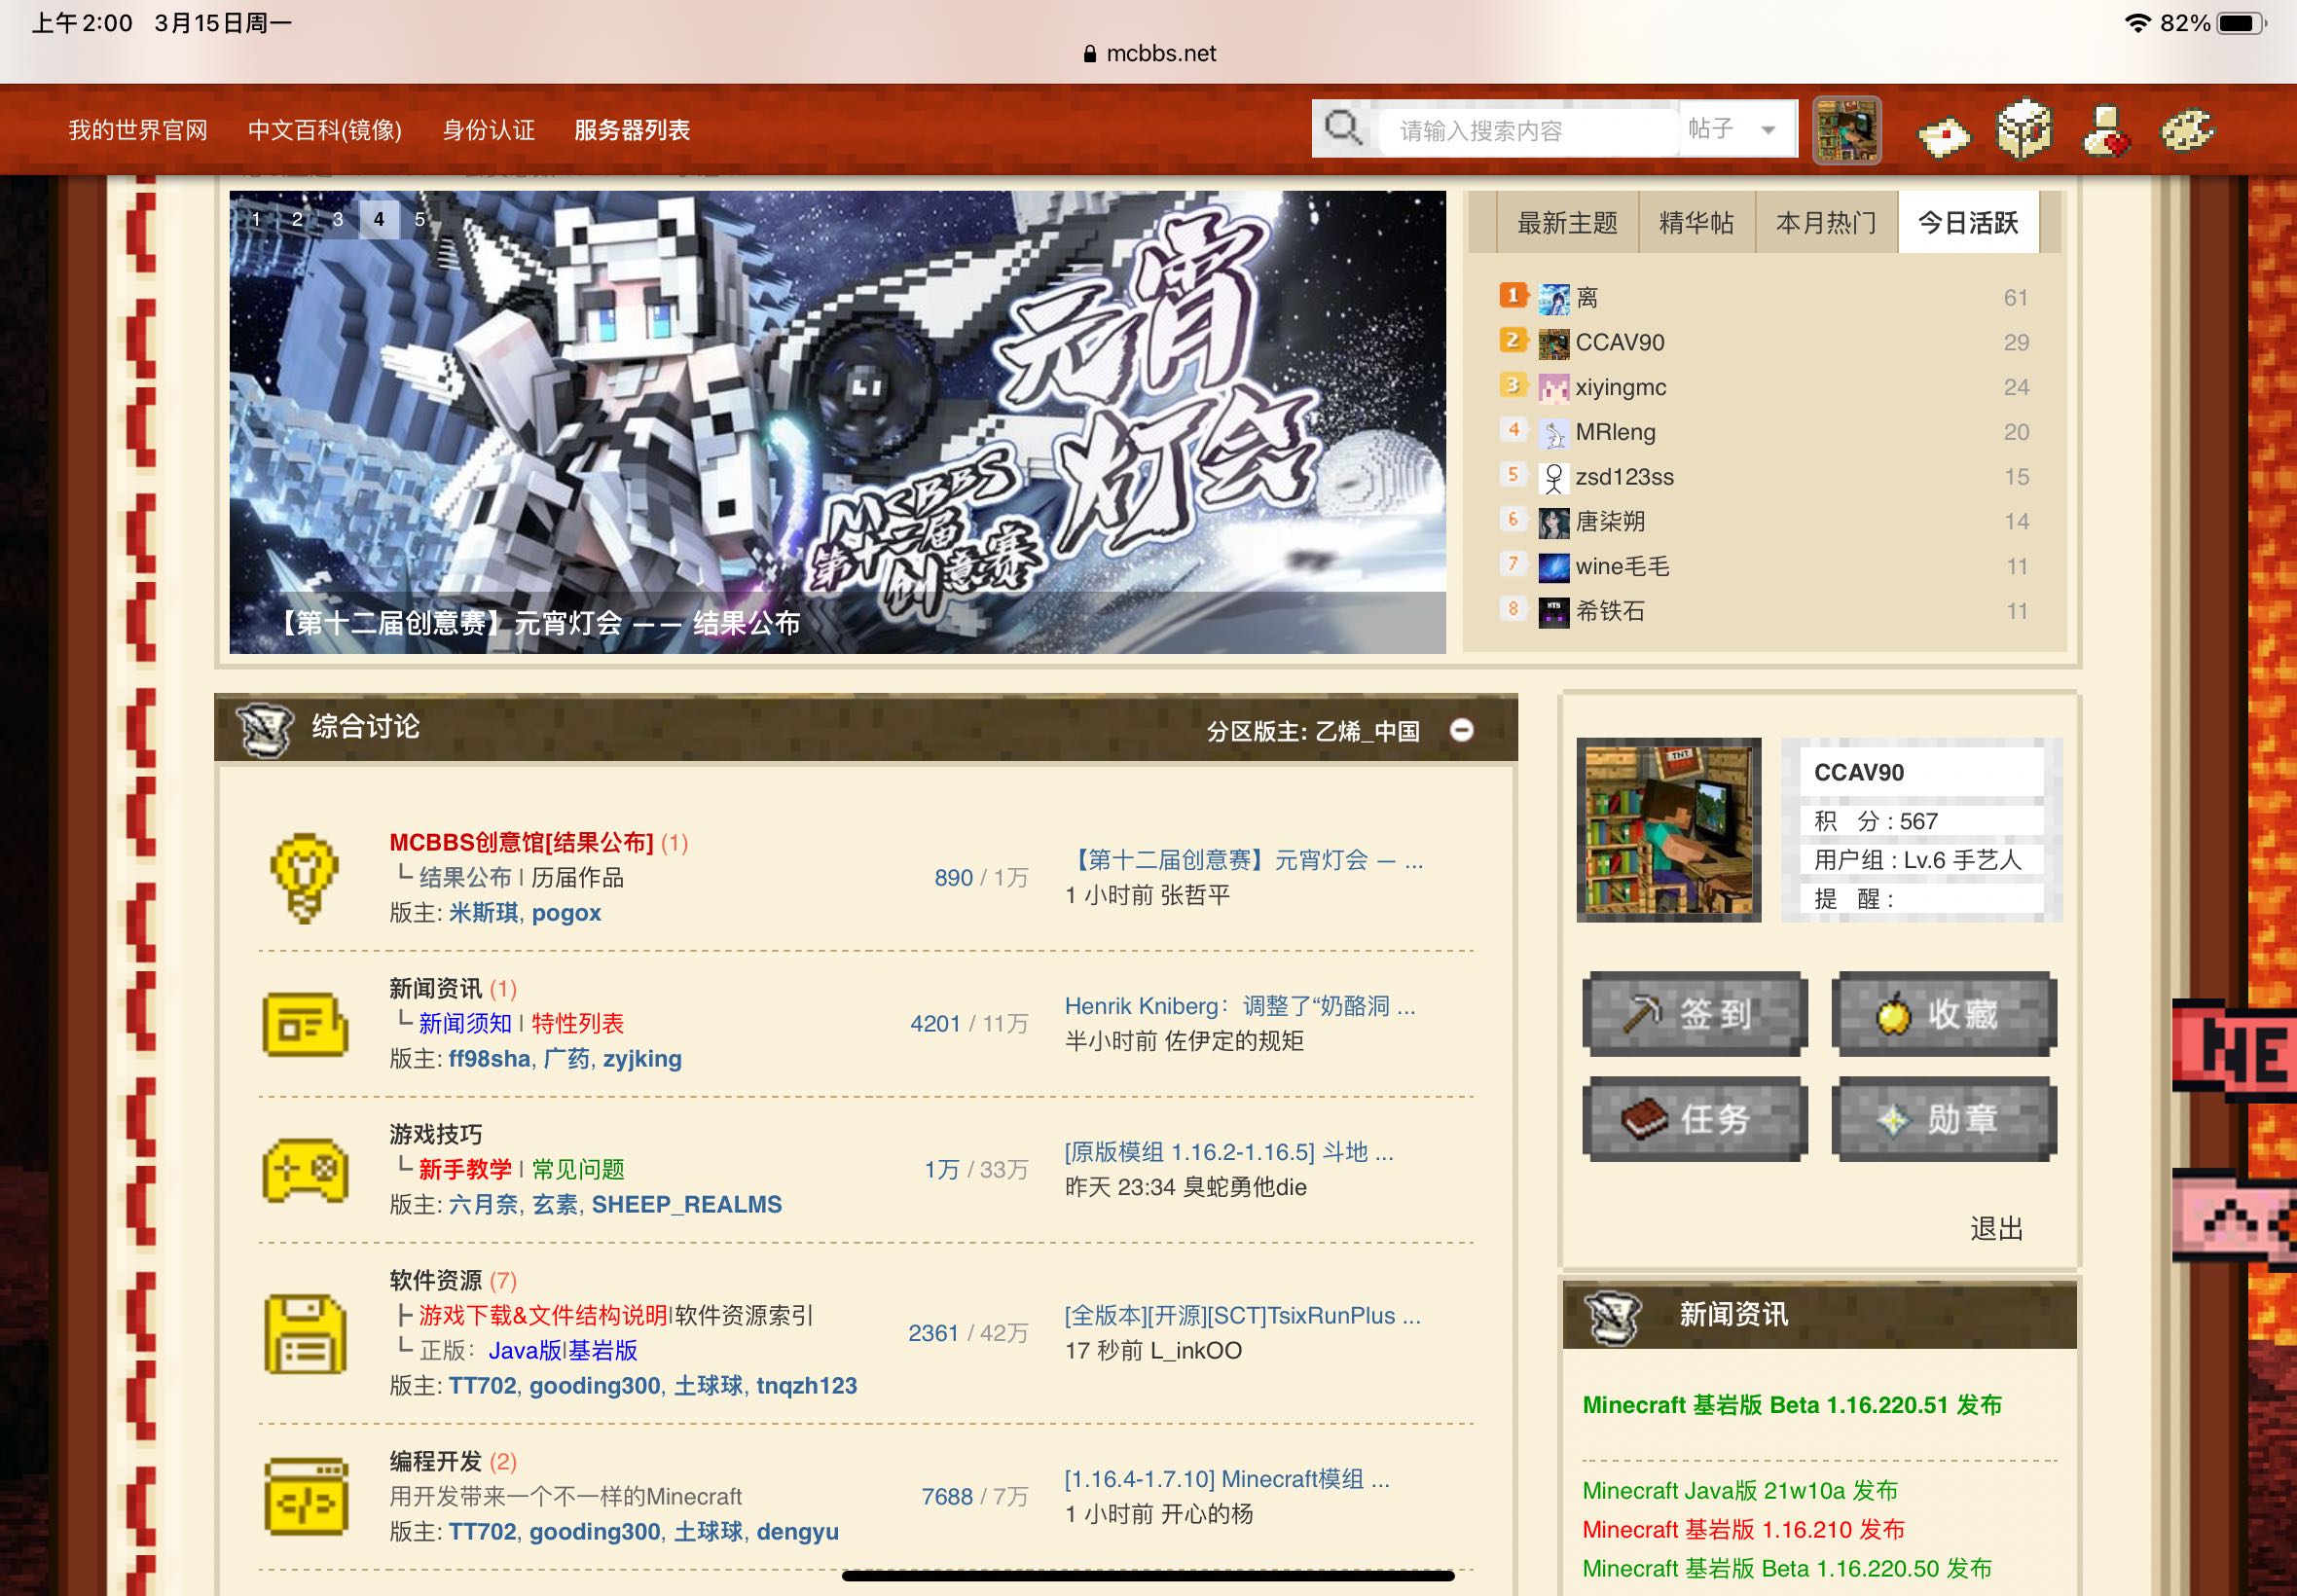 上午2:00 3月15日周一
82%
mcbbs.net
我的世界官网 中文百科(镜像) 身份认证 服务器列表
请输入搜索内容 帖子
1 2 3 4 5
元宵
灯会
MCBBS
第十二届
创意赛
【第十二届创意赛】元宵灯会 —— 结果公布
最新主题 精华帖 本月热门 今日活跃
1 离 61
2 CCAV90 29
3 xiyingmc 24
4 MRleng 20
5 zsd123ss 15
6 唐柒朔 14
7 wine毛毛 11
8 希铁石 11
综合讨论 分区版主: 乙烯_中国
MCBBS创意馆[结果公布] (1)
└ 结果公布 | 历届作品
版主: 米斯琪, pogox
890 / 1万
【第十二届创意赛】元宵灯会 — ...
1 小时前 张哲平
新闻资讯 (1)
└ 新闻须知 | 特性列表
版主: ff98sha, 广药, zyjking
4201 / 11万
Henrik Kniberg：调整了“奶酪洞 ...
半小时前 佐伊定的规矩
游戏技巧
└ 新手教学 | 常见问题
版主: 六月奈, 玄素, SHEEP_REALMS
1万 / 33万
[原版模组 1.16.2-1.16.5] 斗地 ...
昨天 23:34 臭蛇勇他die
软件资源 (7)
├ 游戏下载&文件结构说明|软件资源索引
└ 正版：Java版|基岩版
版主: TT702, gooding300, 土球球, tnqzh123
2361 / 42万
[全版本][开源][SCT]TsixRunPlus ...
17 秒前 L_inkOO
编程开发 (2)
用开发带来一个不一样的Minecraft
版主: TT702, gooding300, 土球球, dengyu
7688 / 7万
[1.16.4-1.7.10] Minecraft模组 ...
1 小时前 开心的杨
TNT
CCAV90
积 分 : 567
用户组 : Lv.6 手艺人
提 醒 :
签到 收藏
任务 勋章
退出
NE
新闻资讯
Minecraft 基岩版 Beta 1.16.220.51 发布
Minecraft Java版 21w10a 发布
Minecraft 基岩版 1.16.210 发布
Minecraft 基岩版 Beta 1.16.220.50 发布